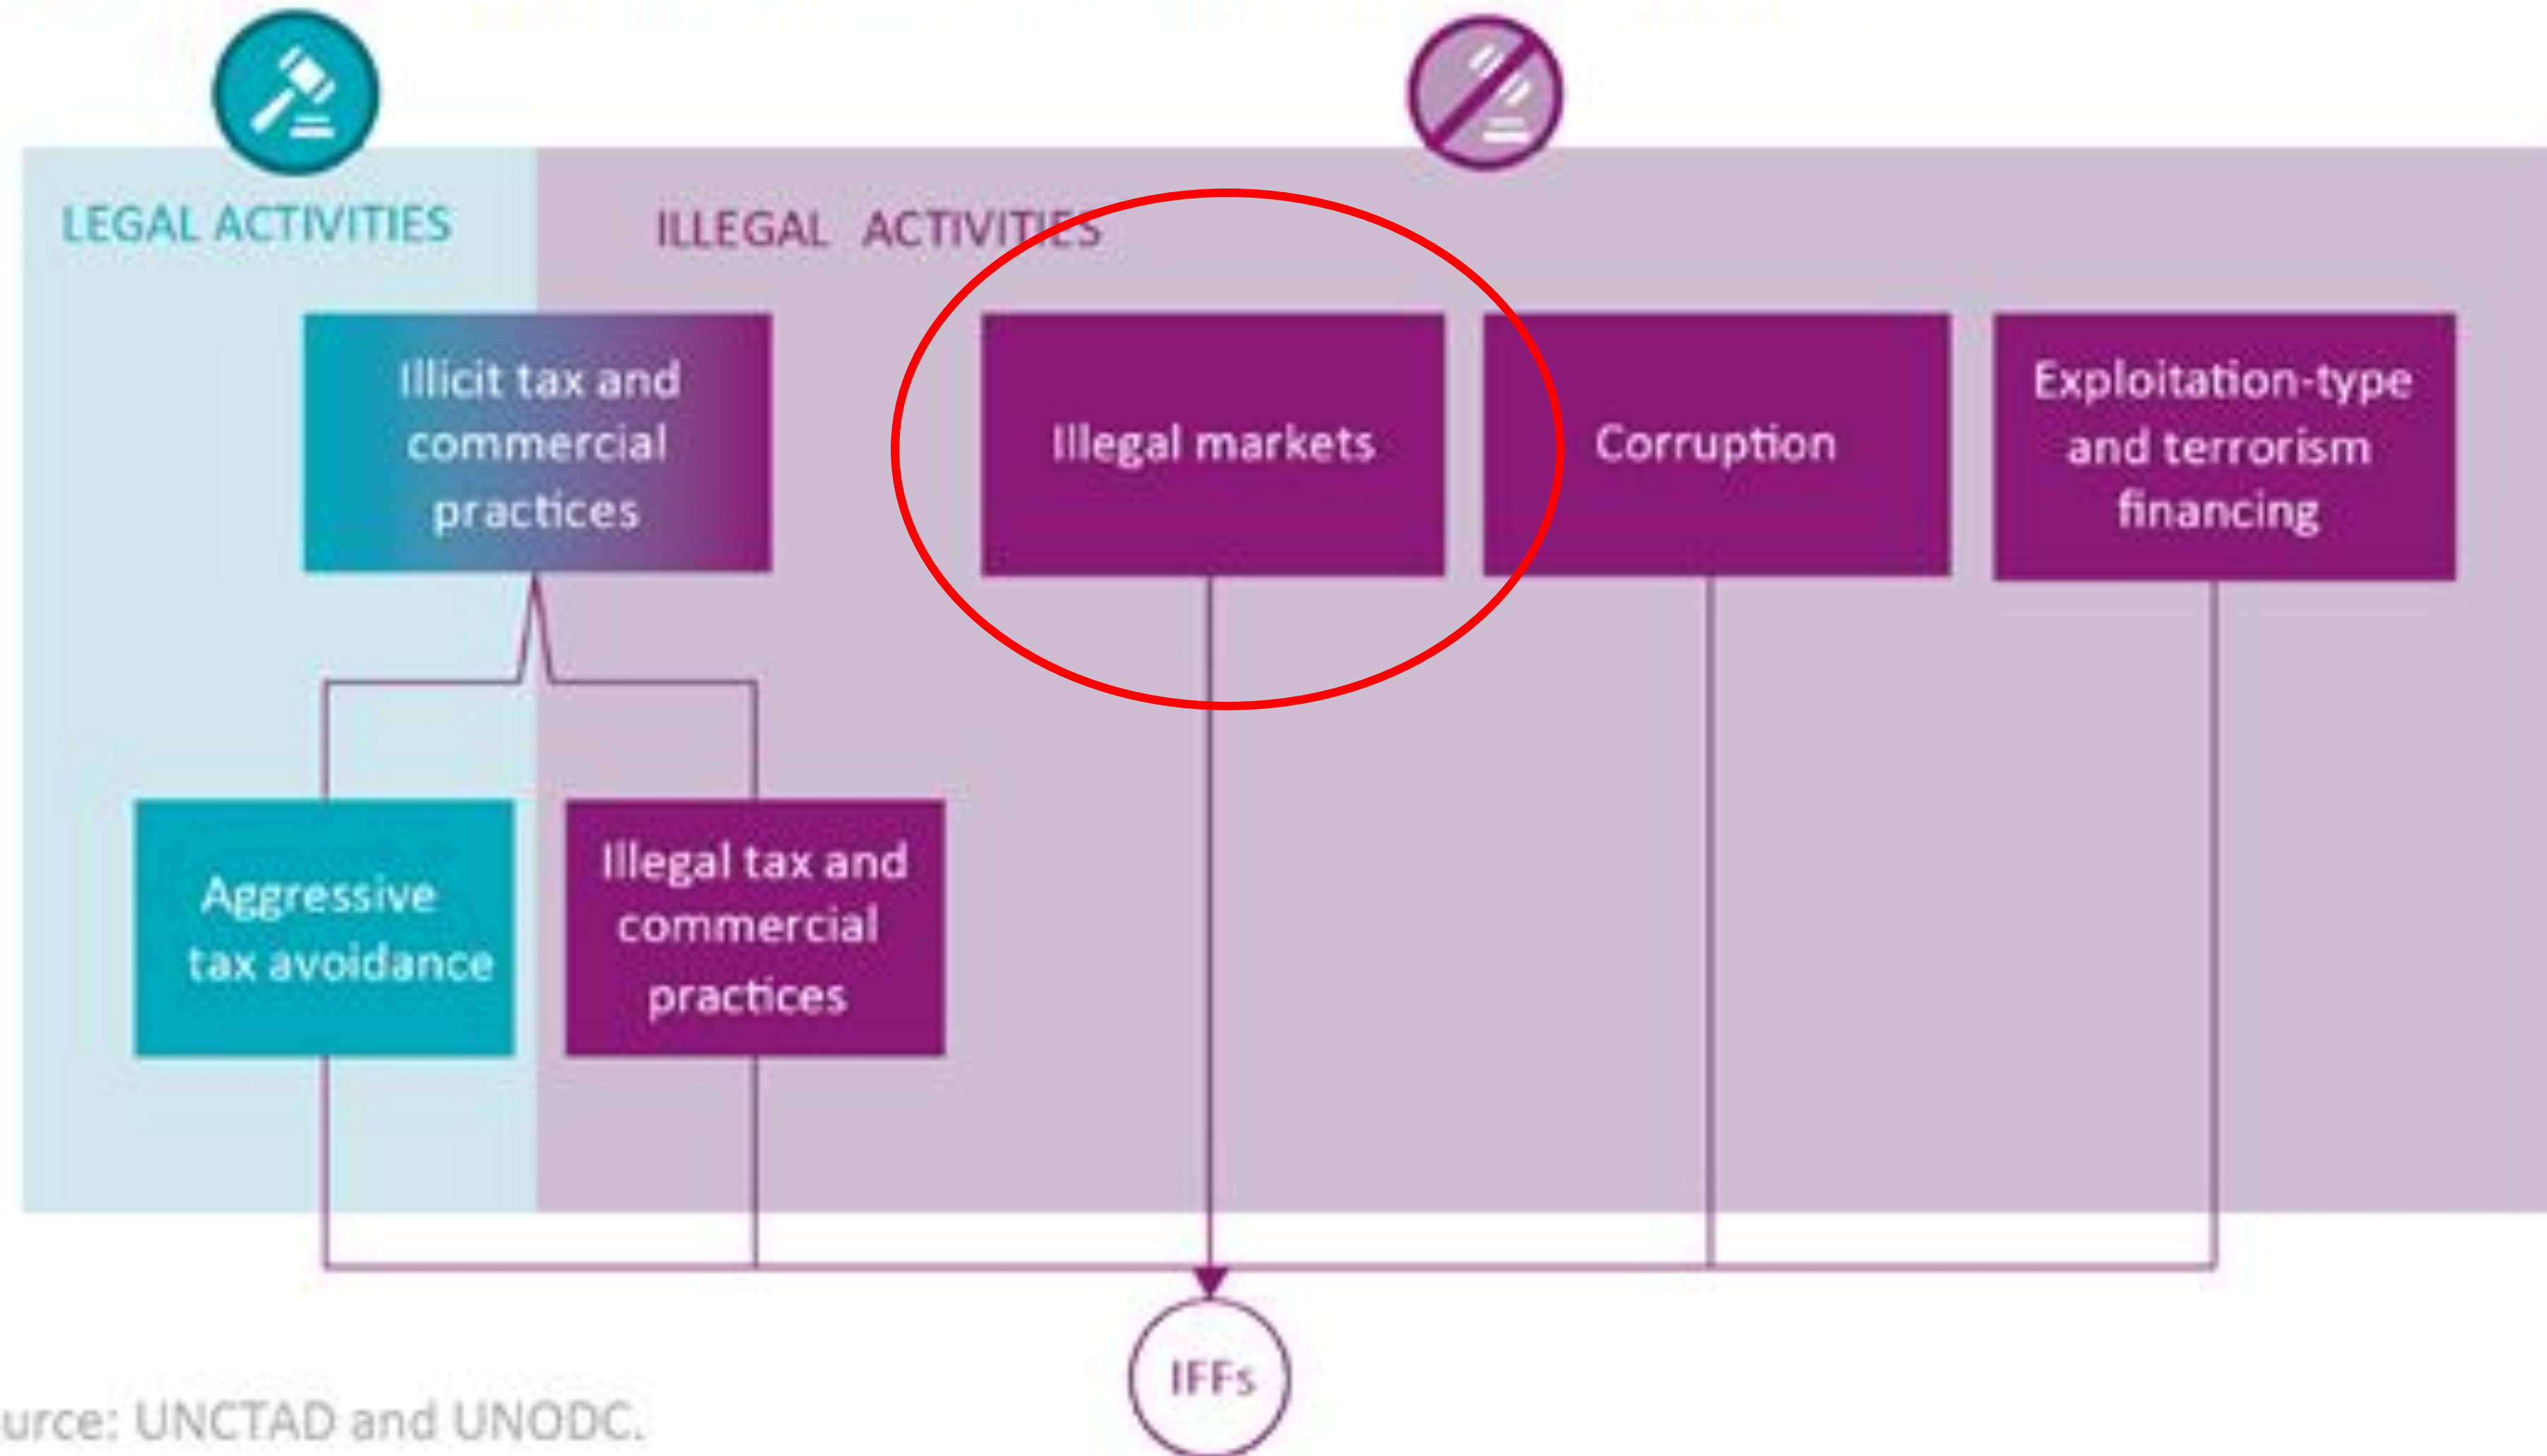 LEGAL ACTIVITIES
ILLEGAL ACTIVITIES
Illicit tax and
commercial
practices
Illegal markets
Corruption
Exploitation-type
and terrorism
financing
Aggressive
tax avoidance
Illegal tax and
commercial
practices
IFFs
urce: UNCTAD and UNODC.